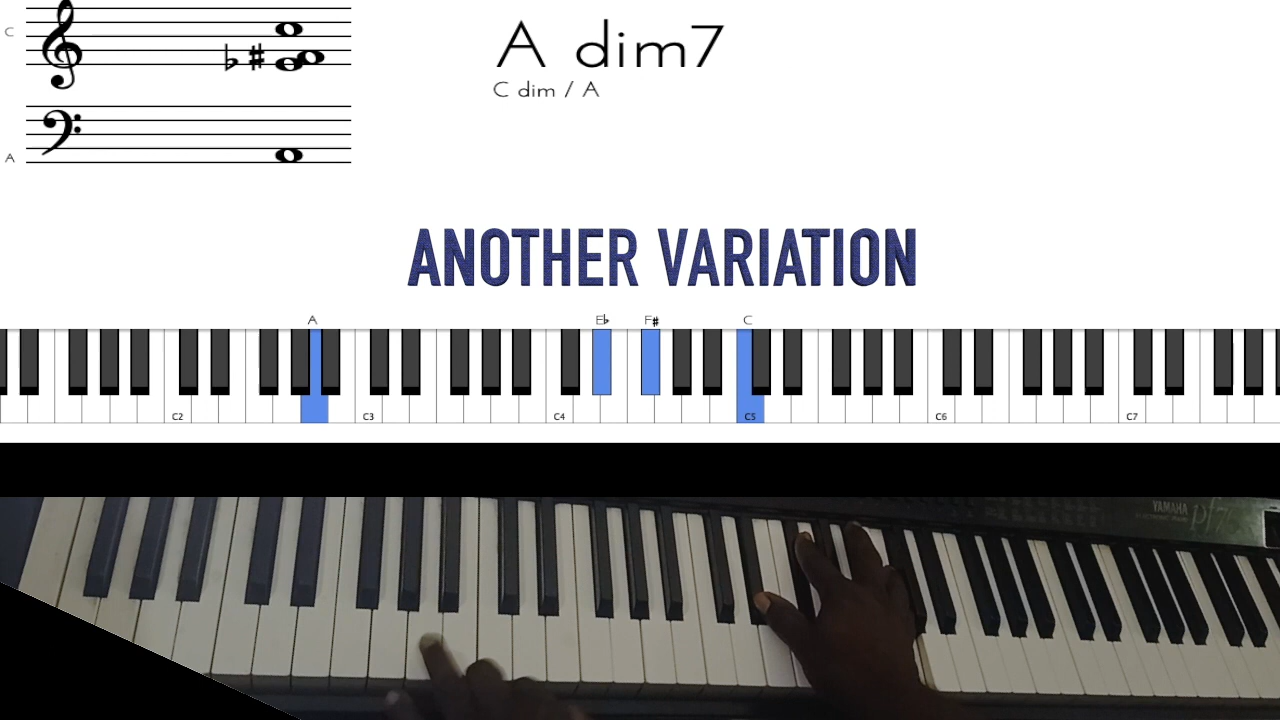 C
A dim7
C dim / A
A
ANOTHER VARIATION
A E♭ F# C
C2 C3 C4 C5 C6 C7
YAMAHA